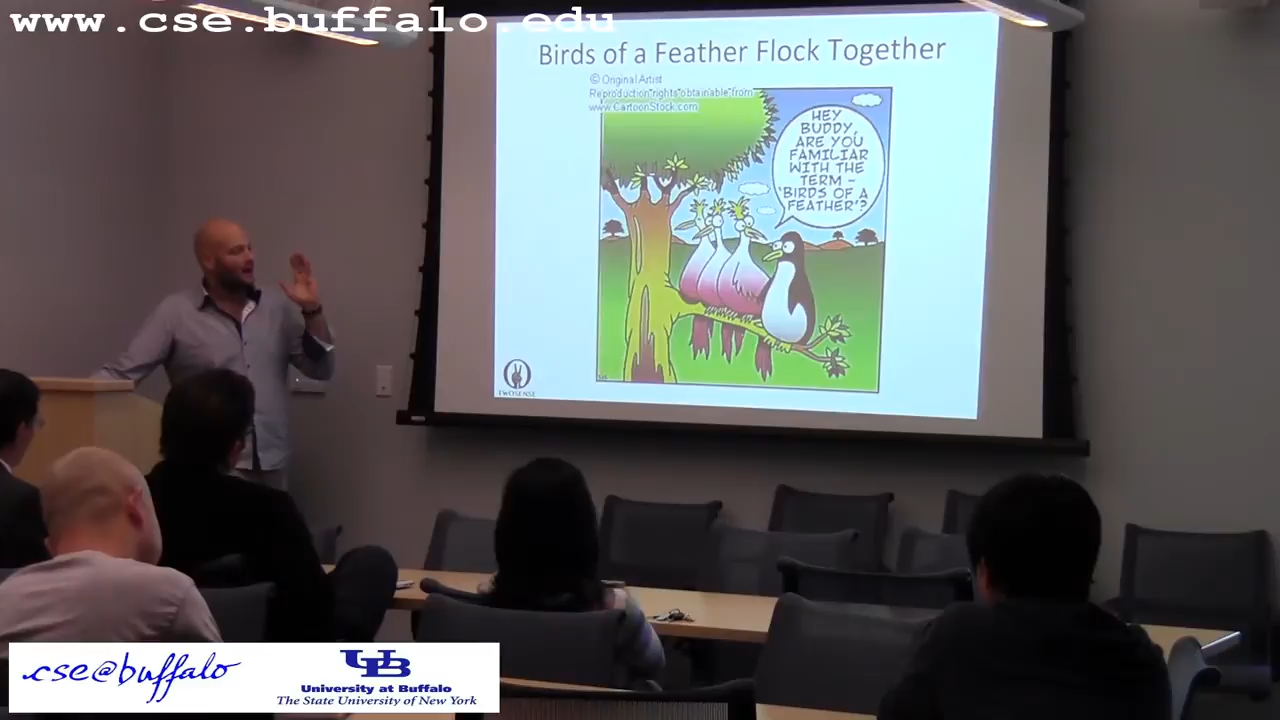 www.cse.buffalo.edu
Birds of a Feather Flock Together
© Original Artist
Reproduction rights obtainable from
www.CartoonStock.com
HEY
BUDDY,
ARE YOU
FAMILIAR
WITH THE
TERM -
'BIRDS OF A
FEATHER'?
TWOSENSE
cse@buffalo
UB
University at Buffalo
The State University of New York